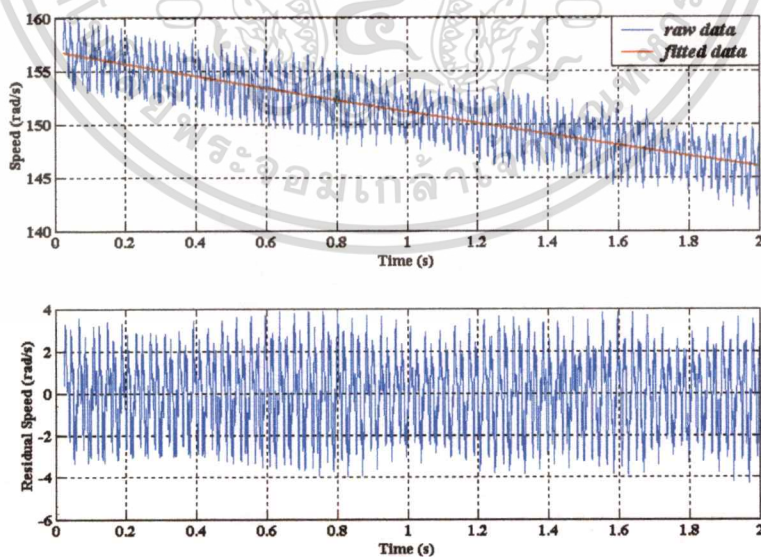 160
155
150
145
140
Speed (rad/s)
raw data
fitted data
0 0.2 0.4 0.6 0.8 1 1.2 1.4 1.6 1.8 2
Time (s)
4
2
0
-2
-4
-6
Residual Speed (rad/s)
0 0.2 0.4 0.6 0.8 1 1.2 1.4 1.6 1.8 2
Time (s)